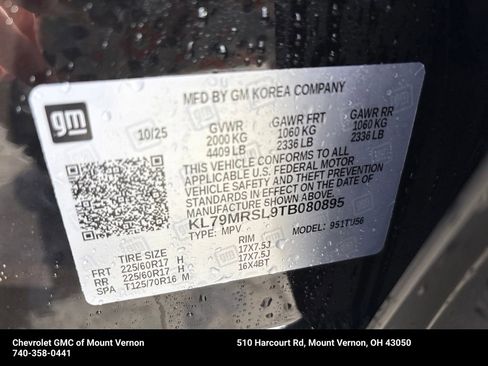 gm
MFD BY GM KOREA COMPANY
10/25 GVWR GAWR FRT GAWR RR
2000 KG 1060 KG 1060 KG
4409 LB 2336 LB 2336 LB
THIS VEHICLE CONFORMS TO ALL
APPLICABLE U.S. FEDERAL MOTOR
VEHICLE SAFETY AND BUMPER
STANDARDS IN EFFECT ON THE DATE OF
MANUFACTURE
KL79MRSL9TB080895
TYPE: MPV MODEL: 951TU56
TIRE SIZE RIM
FRT 225/60R17 H 17X7.5J
RR 225/60R17 H 17X7.5J
SPA T125/70R16 M 16X4BT
Chevrolet GMC of Mount Vernon 510 Harcourt Rd, Mount Vernon, OH 43050
740-358-0441